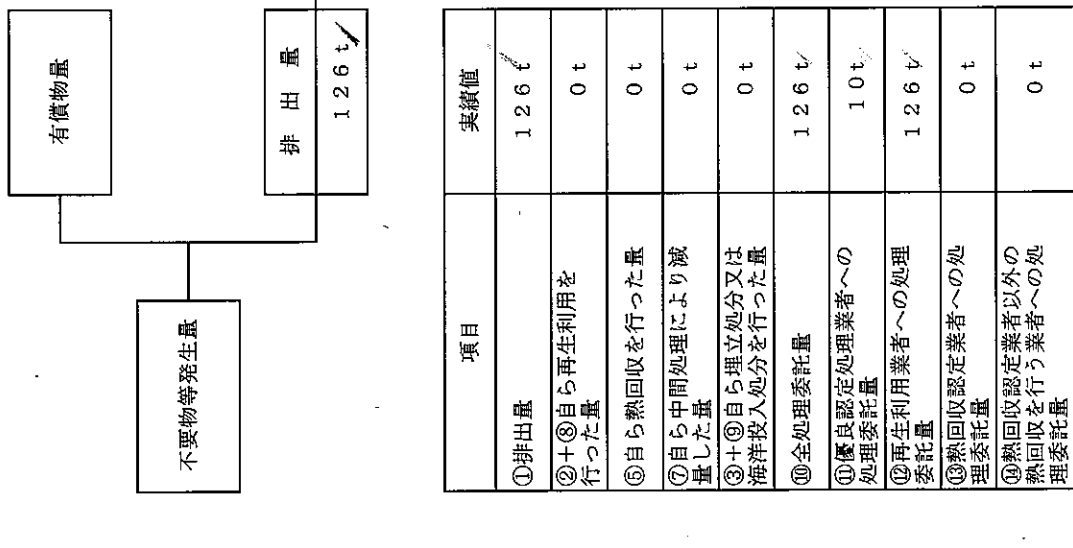 不要物等発生量
有償物量
排出量
126t
項目
実績値
①排出量
126t
②+⑧自ら再生利用を
行った量
0t
⑤自ら熱回収を行った量
0t
⑦自ら中間処理により減
量した量
0t
③+⑨自ら埋立処分又は
海洋投入処分を行った量
0t
⑩全処理委託量
126t
⑪優良認定処理業者への
処理委託量
10t
⑫再生利用業者への処理
委託量
126t
⑬熱回収認定業者への処
理委託量
0t
⑭熱回収認定業者以外の
熱回収を行う業者への処
理委託量
0t